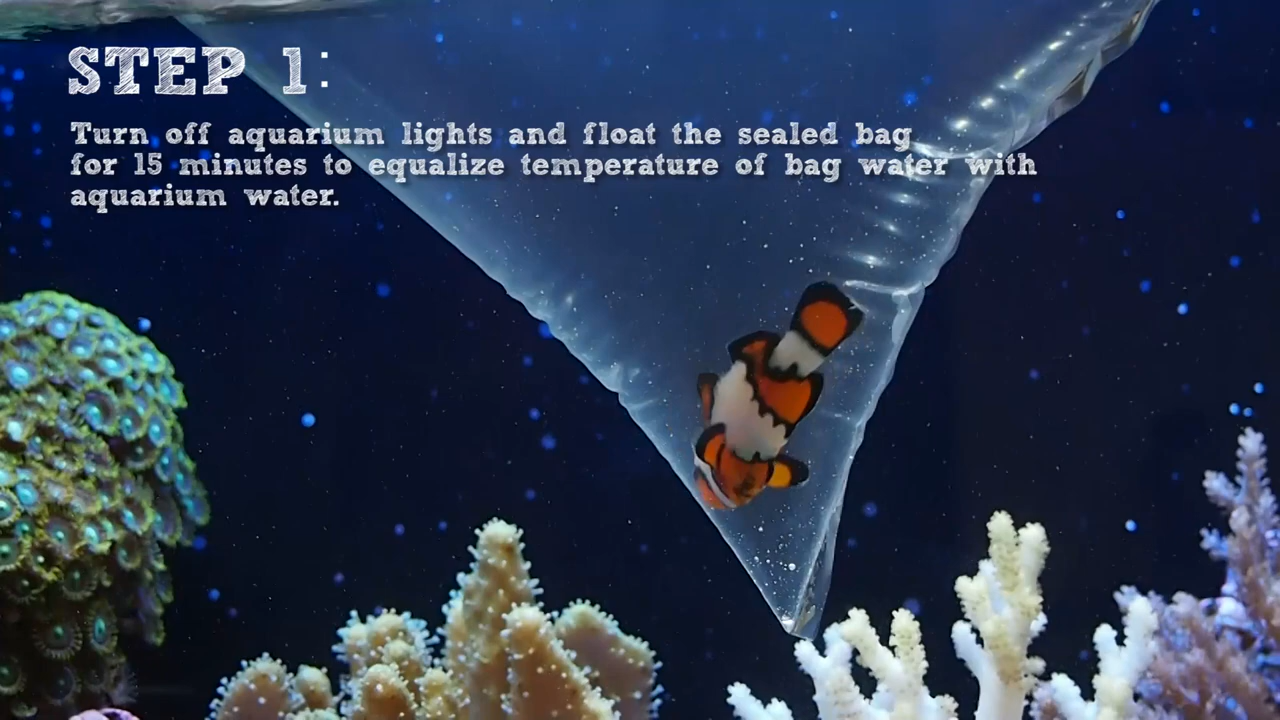 STEP 1:
Turn off aquarium lights and float the sealed bag
for 15 minutes to equalize temperature of bag water with
aquarium water.